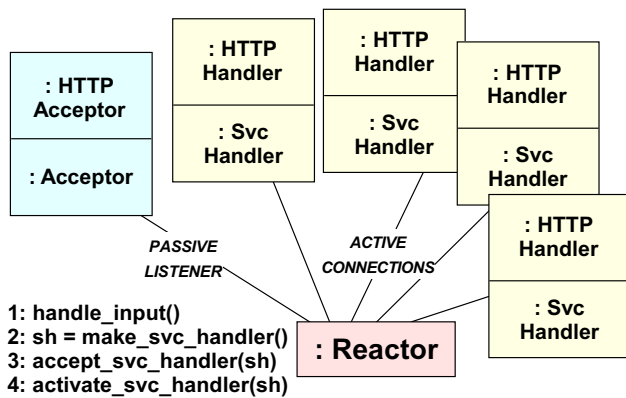 : HTTP
Acceptor
: Acceptor
: HTTP
Handler
: Svc
Handler
: HTTP
Handler
: Svc
Handler
: HTTP
Handler
: Svc
Handler
: HTTP
Handler
: Svc
Handler
PASSIVE
LISTENER
ACTIVE
CONNECTIONS
1: handle_input()
2: sh = make_svc_handler()
3: accept_svc_handler(sh)
4: activate_svc_handler(sh)
: Reactor